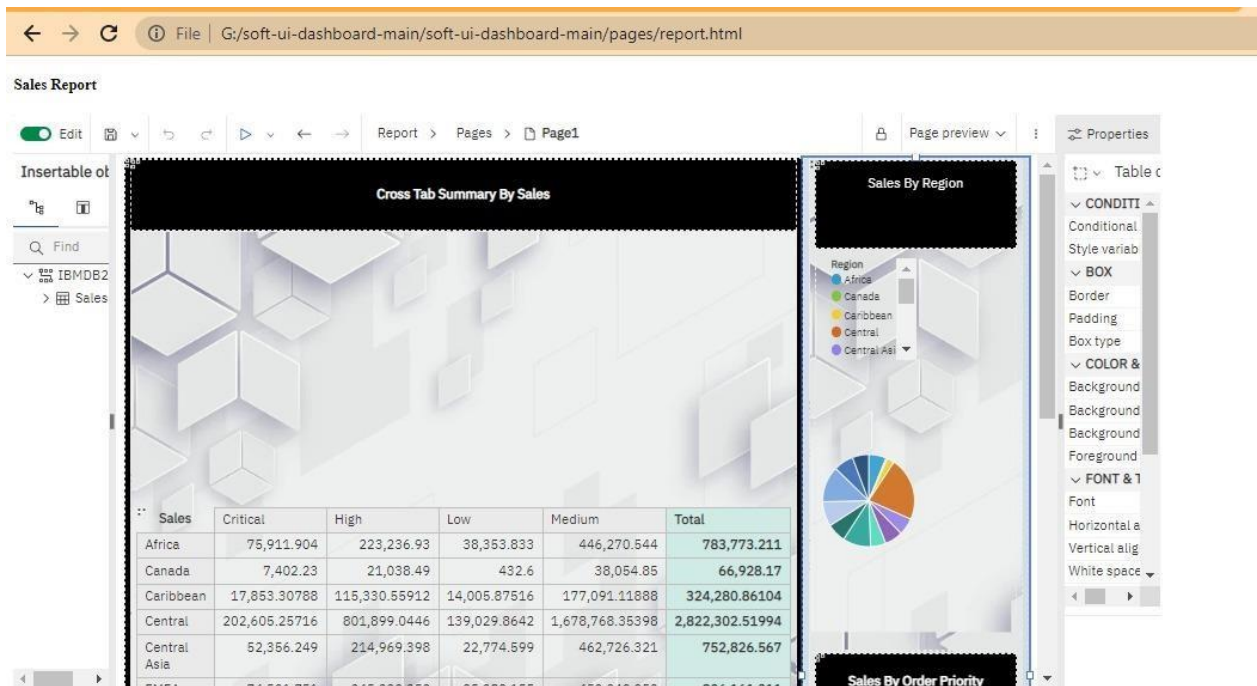 File | G:/soft-ui-dashboard-main/soft-ui-dashboard-main/pages/report.html
Sales Report
Edit Report > Pages > Page1 Page preview Properties
Insertable ob
Find
IBMDB2
Sales
Cross Tab Summary By Sales
Sales Critical High Low Medium Total
Africa 75,911.904 223,236.93 38,353.833 446,270.544 783,773.211
Canada 7,402.23 21,038.49 432.6 38,054.85 66,928.17
Caribbean 17,853.30788 115,330.55912 14,005.87516 177,091.11888 324,280.86104
Central 202,605.25716 801,899.0446 139,029.8642 1,678,768.35398 2,822,302.51994
Central 52,356.249 214,969.398 22,774.599 462,726.321 752,826.567
Asia
Sales By Region
Region
Africa
Canada
Caribbean
Central
Central Asi
Sales By Order Priority
Table c
CONDITI
Conditional
Style variab
BOX
Border
Padding
Box type
COLOR &
Background
Background
Background
Foreground
FONT & T
Font
Horizontal a
Vertical alig
White space